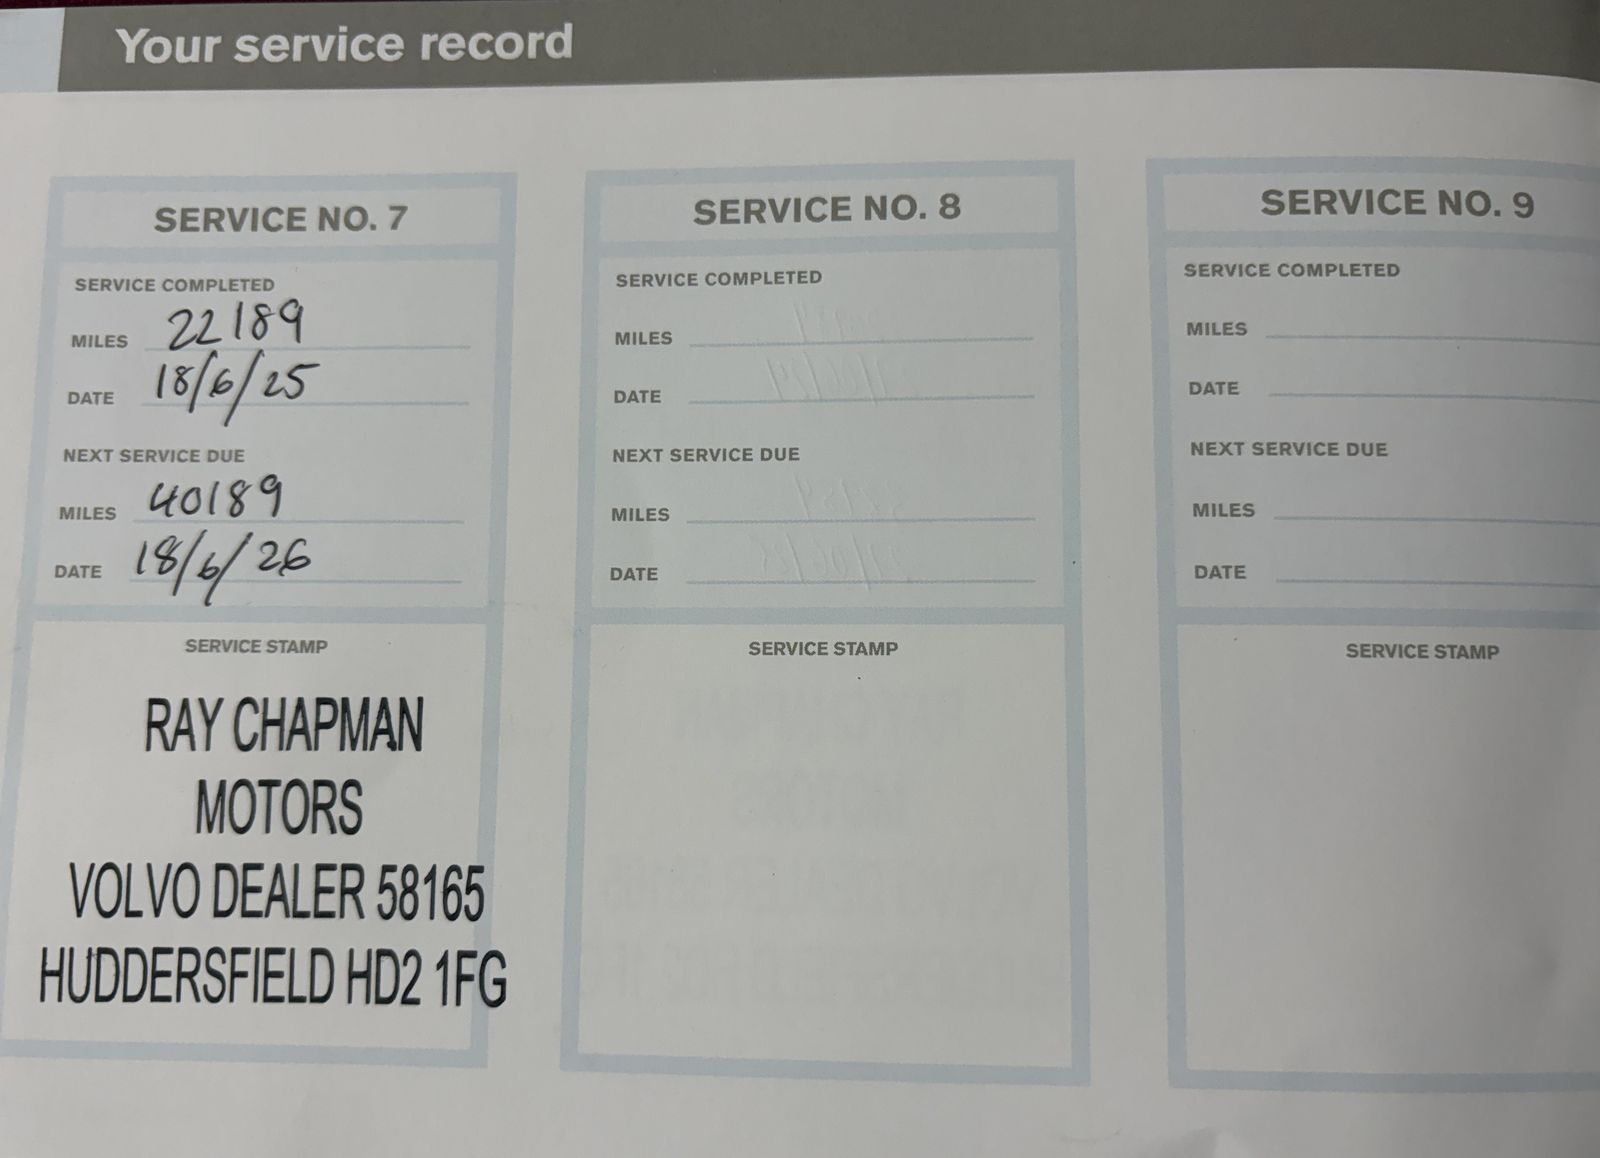 Your service record
SERVICE NO. 7
SERVICE COMPLETED
MILES 22189
DATE 18/6/25
NEXT SERVICE DUE
MILES 40189
DATE 18/6/26
SERVICE STAMP
RAY CHAPMAN
MOTORS
VOLVO DEALER 58165
HUDDERSFIELD HD2 1FG
SERVICE NO. 8
SERVICE COMPLETED
MILES
DATE
NEXT SERVICE DUE
MILES
DATE
SERVICE STAMP
SERVICE NO. 9
SERVICE COMPLETED
MILES
DATE
NEXT SERVICE DUE
MILES
DATE
SERVICE STAMP